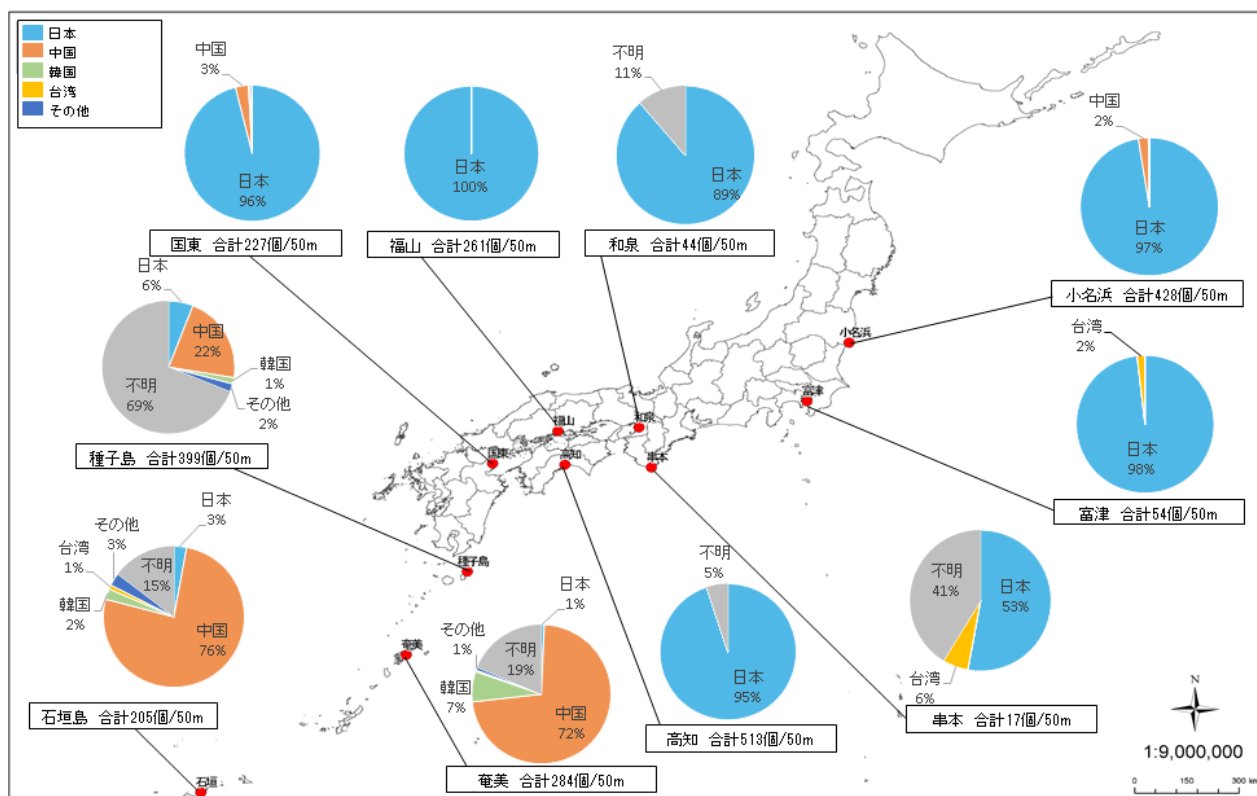 日本
中国
韓国
台湾
その他
中国
3%
日本
96%
国東 合計227個/50m
日本
100%
福山 合計261個/50m
不明
11%
日本
89%
和泉 合計44個/50m
中国
2%
日本
97%
小名浜 合計428個/50m
日本
6%
中国
22%
韓国
1%
その他
2%
不明
69%
種子島 合計399個/50m
台湾
2%
日本
98%
富津 合計54個/50m
小名浜
富津
和泉
福山
国東
高知
串本
種子島
奄美
石垣
日本
3%
その他
3%
台湾
1%
韓国
2%
不明
15%
中国
76%
石垣島 合計205個/50m
日本
1%
その他
1%
韓国
7%
不明
19%
中国
72%
奄美 合計284個/50m
不明
5%
日本
95%
高知 合計513個/50m
不明
41%
日本
53%
台湾
6%
串本 合計17個/50m
N
1:9,000,000
0 150 300 km